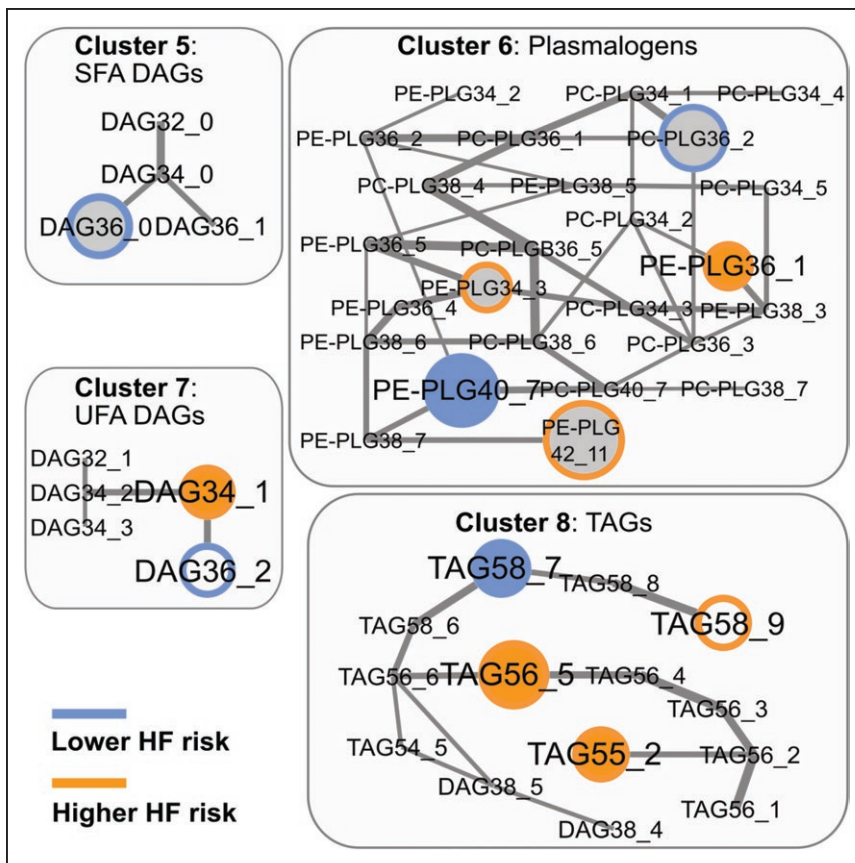 Cluster 5:
SFA DAGs
DAG32_0
DAG34_0
DAG36_0
DAG36_1
Cluster 6: Plasmalogens
PE-PLG34_2
PC-PLG34_1
PC-PLG34_4
PE-PLG36_2
PC-PLG36_1
PC-PLG36_2
PC-PLG38_4
PE-PLG38_5
PC-PLG34_5
PC-PLG34_2
PE-PLG36_5
PC-PLGB36_5
PE-PLG36_1
PE-PLG34_3
PE-PLG36_4
PC-PLG34_3
PE-PLG38_3
PE-PLG38_6
PC-PLG38_6
PC-PLG36_3
PE-PLG40_7
PC-PLG40_7
PC-PLG38_7
PE-PLG38_7
PE-PLG
42_11
Cluster 7:
UFA DAGs
DAG32_1
DAG34_2
DAG34_1
DAG34_3
DAG36_2
Cluster 8: TAGs
TAG58_7
TAG58_8
TAG58_6
TAG58_9
TAG56_6
TAG56_5
TAG56_4
TAG56_3
TAG54_5
TAG55_2
TAG56_2
DAG38_5
TAG56_1
DAG38_4
Lower HF risk
Higher HF risk